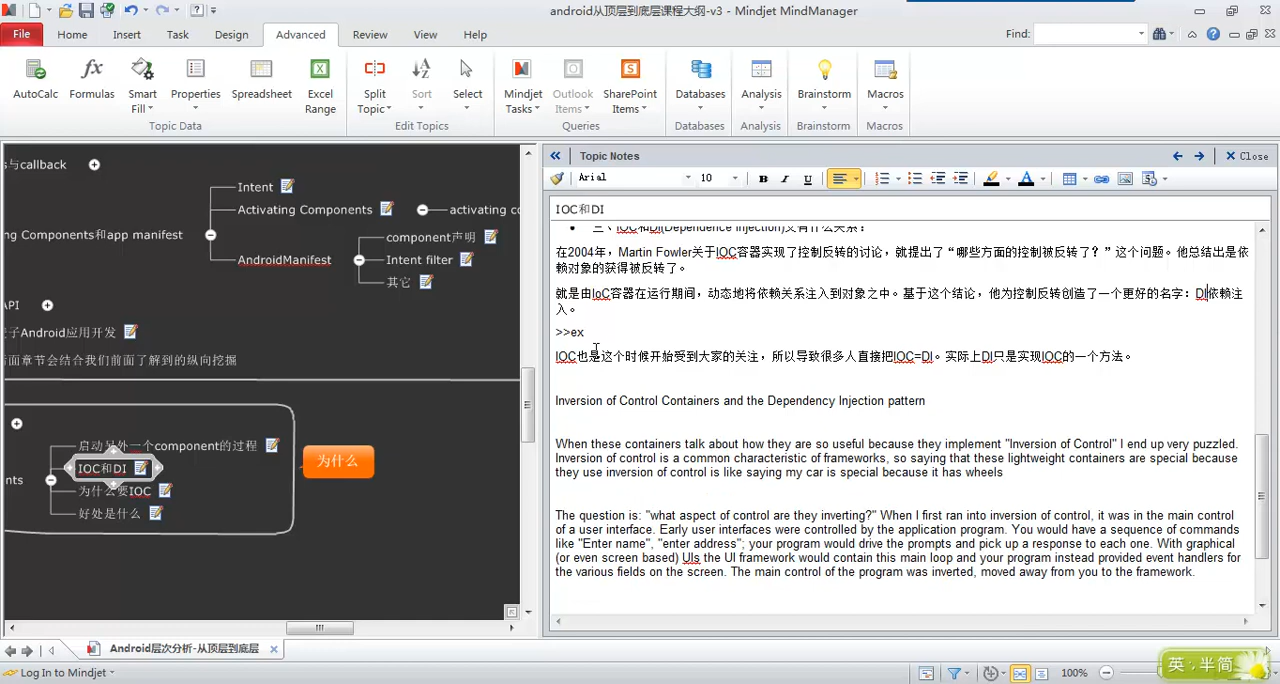 android从顶层到底层课程大纲-v3 - Mindjet MindManager
File Home Insert Task Design Advanced Review View Help
Find:
AutoCalc Formulas Smart Fill Properties Spreadsheet Excel Range Split Topic Sort Select Mindjet Tasks Outlook Items SharePoint Items Databases Analysis Brainstorm Macros
Topic Data Edit Topics Queries Databases Analysis Brainstorm Macros
与callback
Intent
Activating Components
activating co
ng Components和app manifest
component声明
AndroidManifest
Intent filter
其它
API
子Android应用开发
面章节会结合我们前面了解到的纵向挖掘
启动另外一个component的过程
IOC和DI
nts
为什么要IOC
好处是什么
为什么
Topic Notes
Close
Arial 10 B I U A
IOC和DI
三、IOC和DI(Dependence Injection)又有什么关系？
在2004年，Martin Fowler关于IOC容器实现了控制反转的讨论，就提出了“哪些方面的控制被反转了？”这个问题。他总结出是依
赖对象的获得被反转了。
就是由IoC容器在运行期间，动态地将依赖关系注入到对象之中。基于这个结论，他为控制反转创造了一个更好的名字：DI依赖注
入。
>>ex
IOC也是这个时候开始受到大家的关注，所以导致很多人直接把IOC=DI。实际上DI只是实现IOC的一个方法。
Inversion of Control Containers and the Dependency Injection pattern
When these containers talk about how they are so useful because they implement "Inversion of Control" I end up very puzzled.
Inversion of control is a common characteristic of frameworks, so saying that these lightweight containers are special because
they use inversion of control is like saying my car is special because it has wheels
The question is: "what aspect of control are they inverting?" When I first ran into inversion of control, it was in the main control
of a user interface. Early user interfaces were controlled by the application program. You would have a sequence of commands
like "Enter name", "enter address"; your program would drive the prompts and pick up a response to each one. With graphical
(or even screen based) UIs the UI framework would contain this main loop and your program instead provided event handlers for
the various fields on the screen. The main control of the program was inverted, moved away from you to the framework.
Android层次分析-从顶层到底层
Log In to Mindjet
100%
英 半简